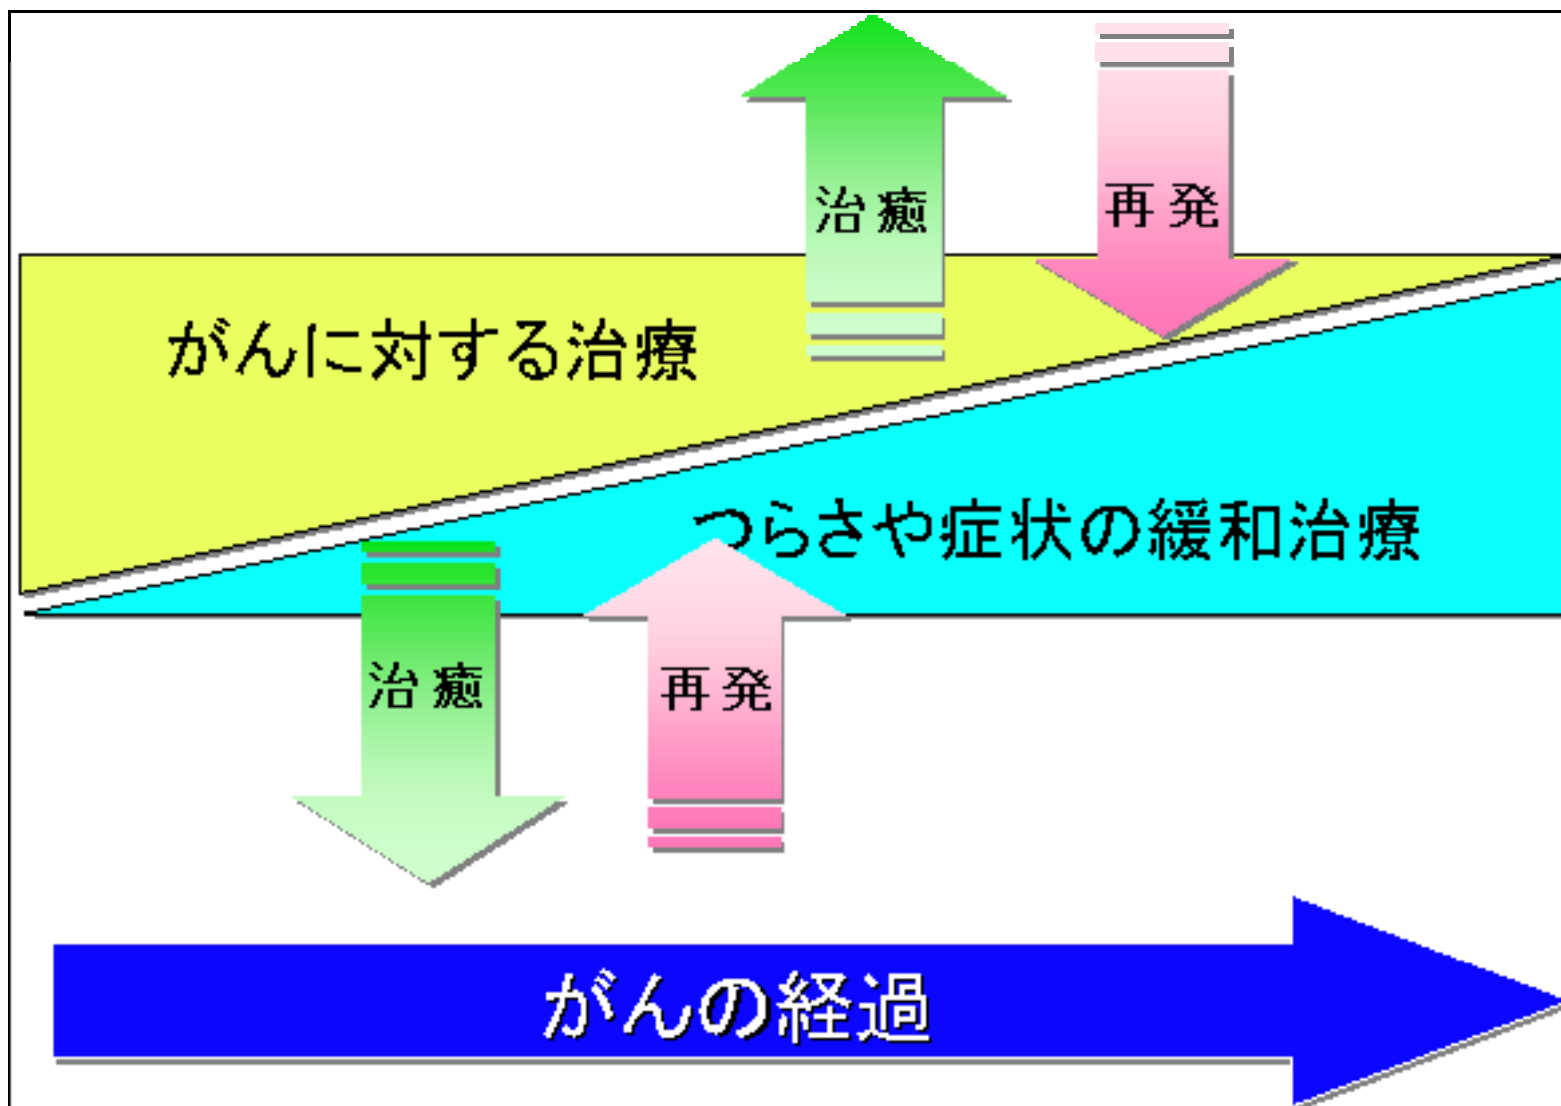 治癒
再発
がんに対する治療
つらさや症状の緩和治療
治癒
再発
がんの経過